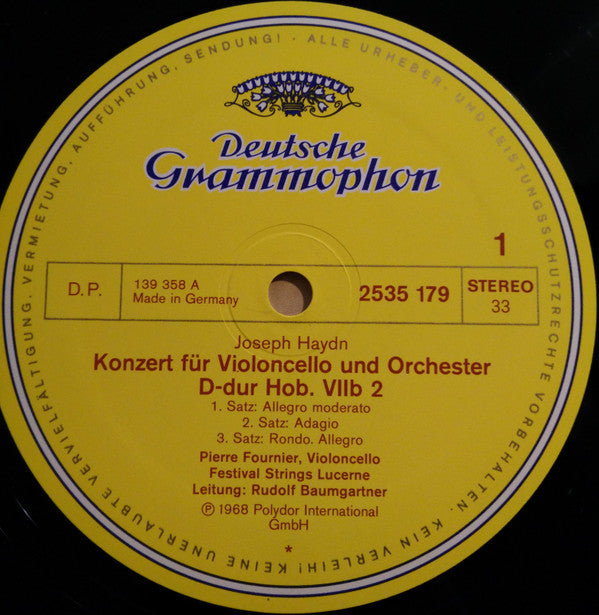 Deutsche
Grammophon
1
D.P.
139 358 A
Made in Germany
2535 179
STEREO
33
Joseph Haydn
Konzert für Violoncello und Orchester
D-dur Hob. VIIb 2
1. Satz: Allegro moderato
2. Satz: Adagio
3. Satz: Rondo. Allegro
Pierre Fournier, Violoncello
Festival Strings Lucerne
Leitung: Rudolf Baumgartner
Ⓟ 1968 Polydor International
GmbH
*
ALLE URHEBER- UND LEISTUNGSSCHUTZRECHTE VORBEHALTEN. KEIN VERLEIH! KEINE UNERLAUBTE VERVIELFÄLTIGUNG, VERMIETUNG, AUFFÜHRUNG, SENDUNG! -